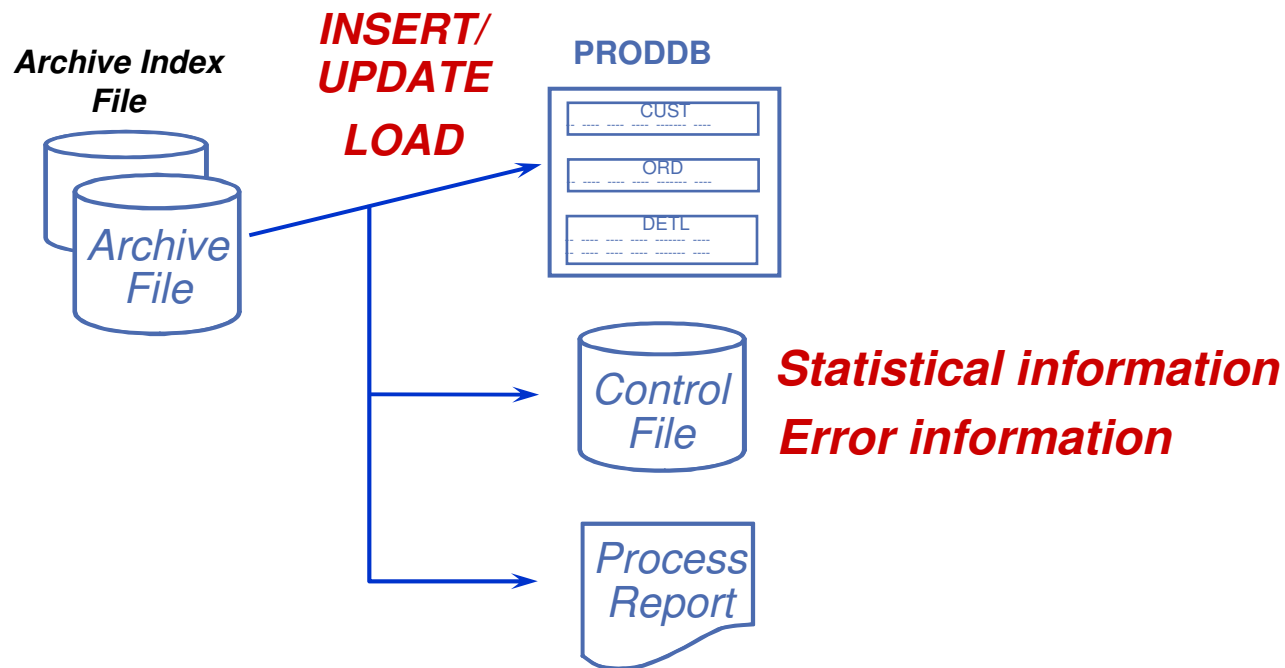 Archive Index
File
INSERT/
UPDATE
LOAD
PRODDB
CUST
-- ---- ---- ---- ------- ----
ORD
-- ---- ---- ---- ------- ----
DETL
-- ---- ---- ---- ------- ----
-- ---- ---- ---- ------- ----
Archive
File
Control
File
Statistical information
Error information
Process
Report